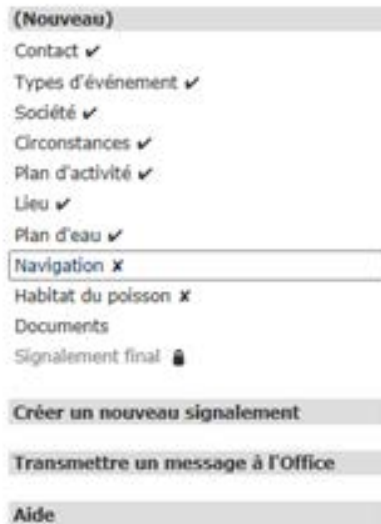 (Nouveau)
Contact ✔
Types d'événement ✔
Société ✔
Circonstances ✔
Plan d'activité ✔
Lieu ✔
Plan d'eau ✔
Navigation ✘
Habitat du poisson ✘
Documents
Signalement final
Créer un nouveau signalement
Transmettre un message à l'Office
Aide